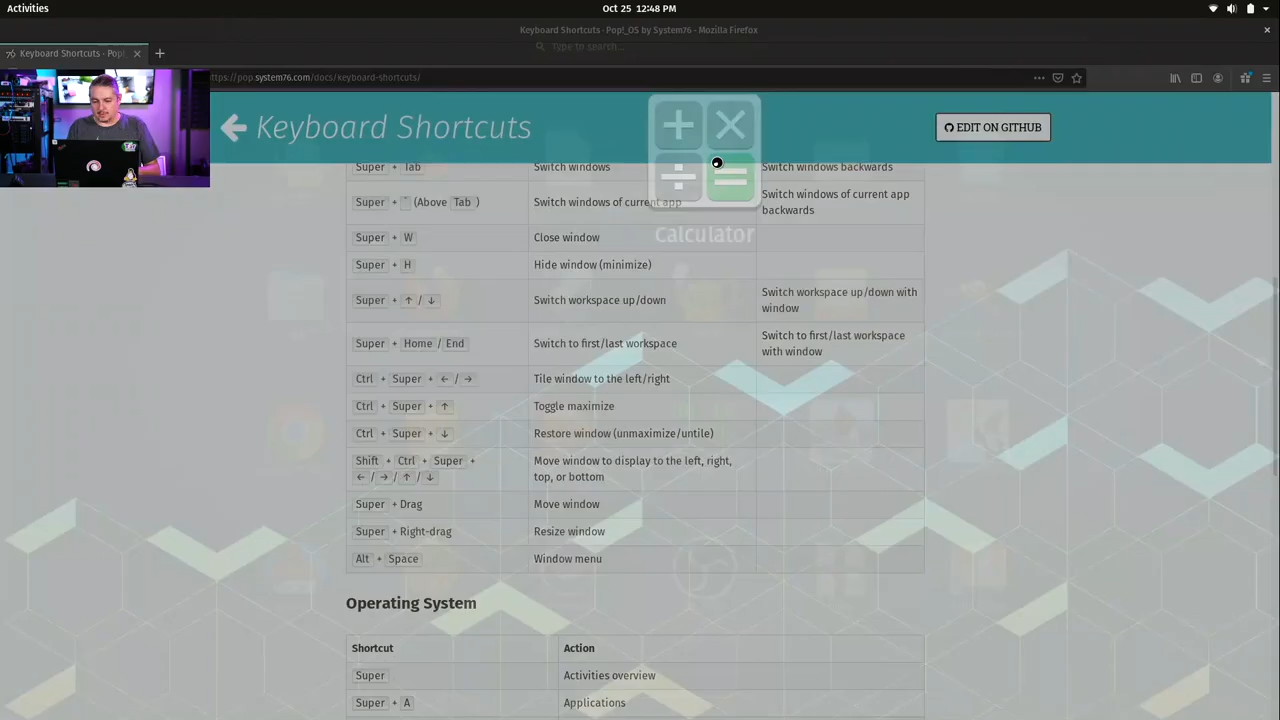 Activities
Oct 25 12:48 PM
Keyboard Shortcuts · Pop!_OS by System76 - Mozilla Firefox
Type to search...
Keyboard Shortcuts · Pop!
ttps://pop.system76.com/docs/keyboard-shortcuts/
Keyboard Shortcuts
EDIT ON GITHUB
Super + Tab Switch windows Switch windows backwards
Super + ` (Above Tab ) Switch windows of current app Switch windows of current app
backwards
Calculator
Super + W Close window
Super + H Hide window (minimize)
Super + ↑ / ↓ Switch workspace up/down Switch workspace up/down with
window
Super + Home / End Switch to first/last workspace Switch to first/last workspace
with window
Ctrl + Super + ← / → Tile window to the left/right
Ctrl + Super + ↑ Toggle maximize
Ctrl + Super + ↓ Restore window (unmaximize/untile)
Shift + Ctrl + Super + Move window to display to the left, right,
← / → / ↑ / ↓ top, or bottom
Super + Drag Move window
Super + Right-drag Resize window
Alt + Space Window menu
Operating System
Shortcut Action
Super Activities overview
Super + A Applications